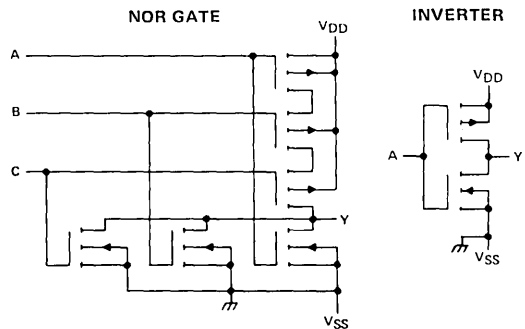 NOR GATE
INVERTER
VDD
A
B
C
Y
VSS
VDD
A
Y
VSS